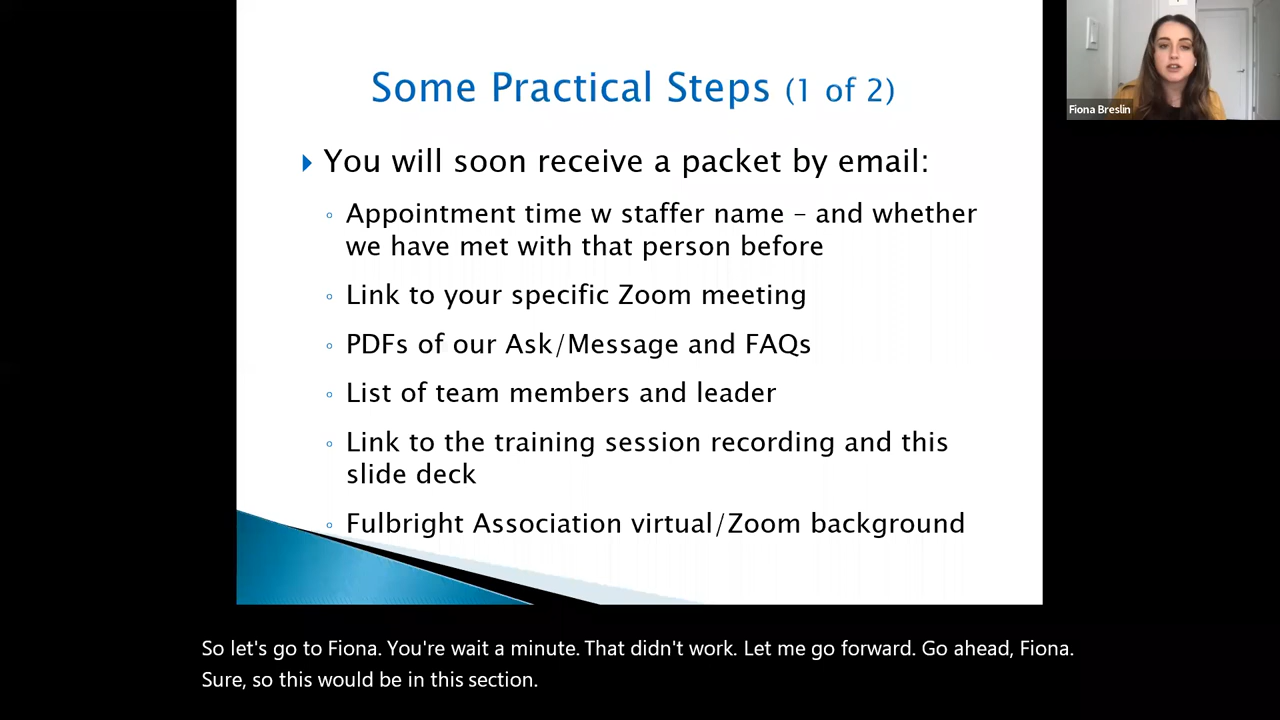 Some Practical Steps (1 of 2)
Fiona Breslin
You will soon receive a packet by email:
Appointment time w staffer name – and whether
we have met with that person before
Link to your specific Zoom meeting
PDFs of our Ask/Message and FAQs
List of team members and leader
Link to the training session recording and this
slide deck
Fulbright Association virtual/Zoom background
So let's go to Fiona. You're wait a minute. That didn't work. Let me go forward. Go ahead, Fiona.
Sure, so this would be in this section.